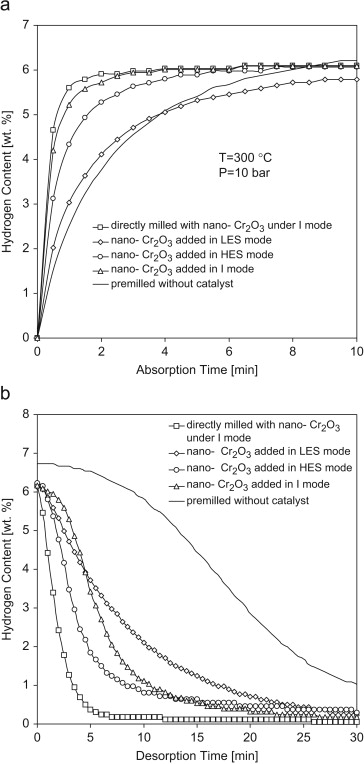 a
7
6
5
4
3
2
1
0
Hydrogen Content [wt. %]
T=300 °C
P=10 bar
directly milled with nano- Cr2O3 under I mode
nano- Cr2O3 added in LES mode
nano- Cr2O3 added in HES mode
nano- Cr2O3 added in I mode
premilled without catalyst
0 2 4 6 8 10
Absorption Time [min]
b
8
7
6
5
4
3
2
1
0
Hydrogen Content [wt. %]
directly milled with nano- Cr2O3
under I mode
nano- Cr2O3 added in LES mode
nano- Cr2O3 added in HES mode
nano- Cr2O3 added in I mode
premilled without catalyst
0 5 10 15 20 25 30
Desorption Time [min]